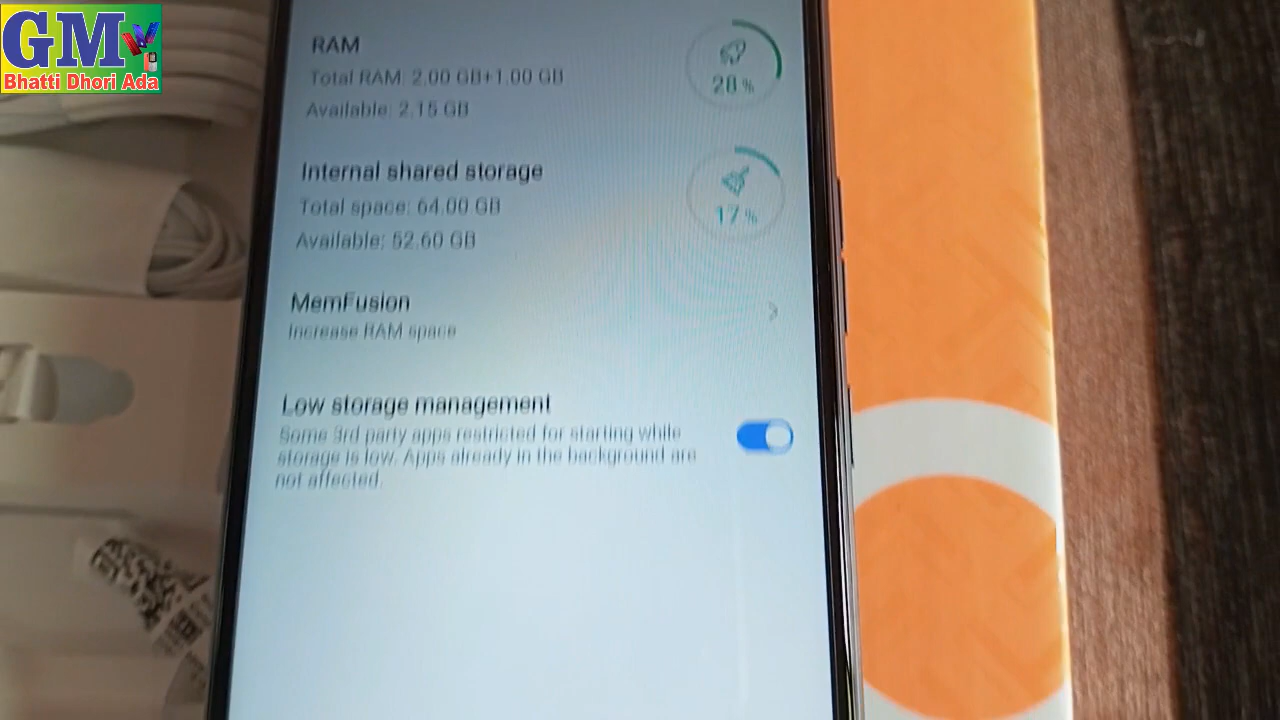 GM
Bhatti Dhori Ada
RAM
Total RAM: 2.00 GB+1.00 GB
Available: 2.15 GB
28 %
Internal shared storage
Total space: 64.00 GB
Available: 52.60 GB
17 %
MemFusion
Increase RAM space
Low storage management
Some 3rd party apps restricted for starting while
storage is low. Apps already in the background are
not affected.